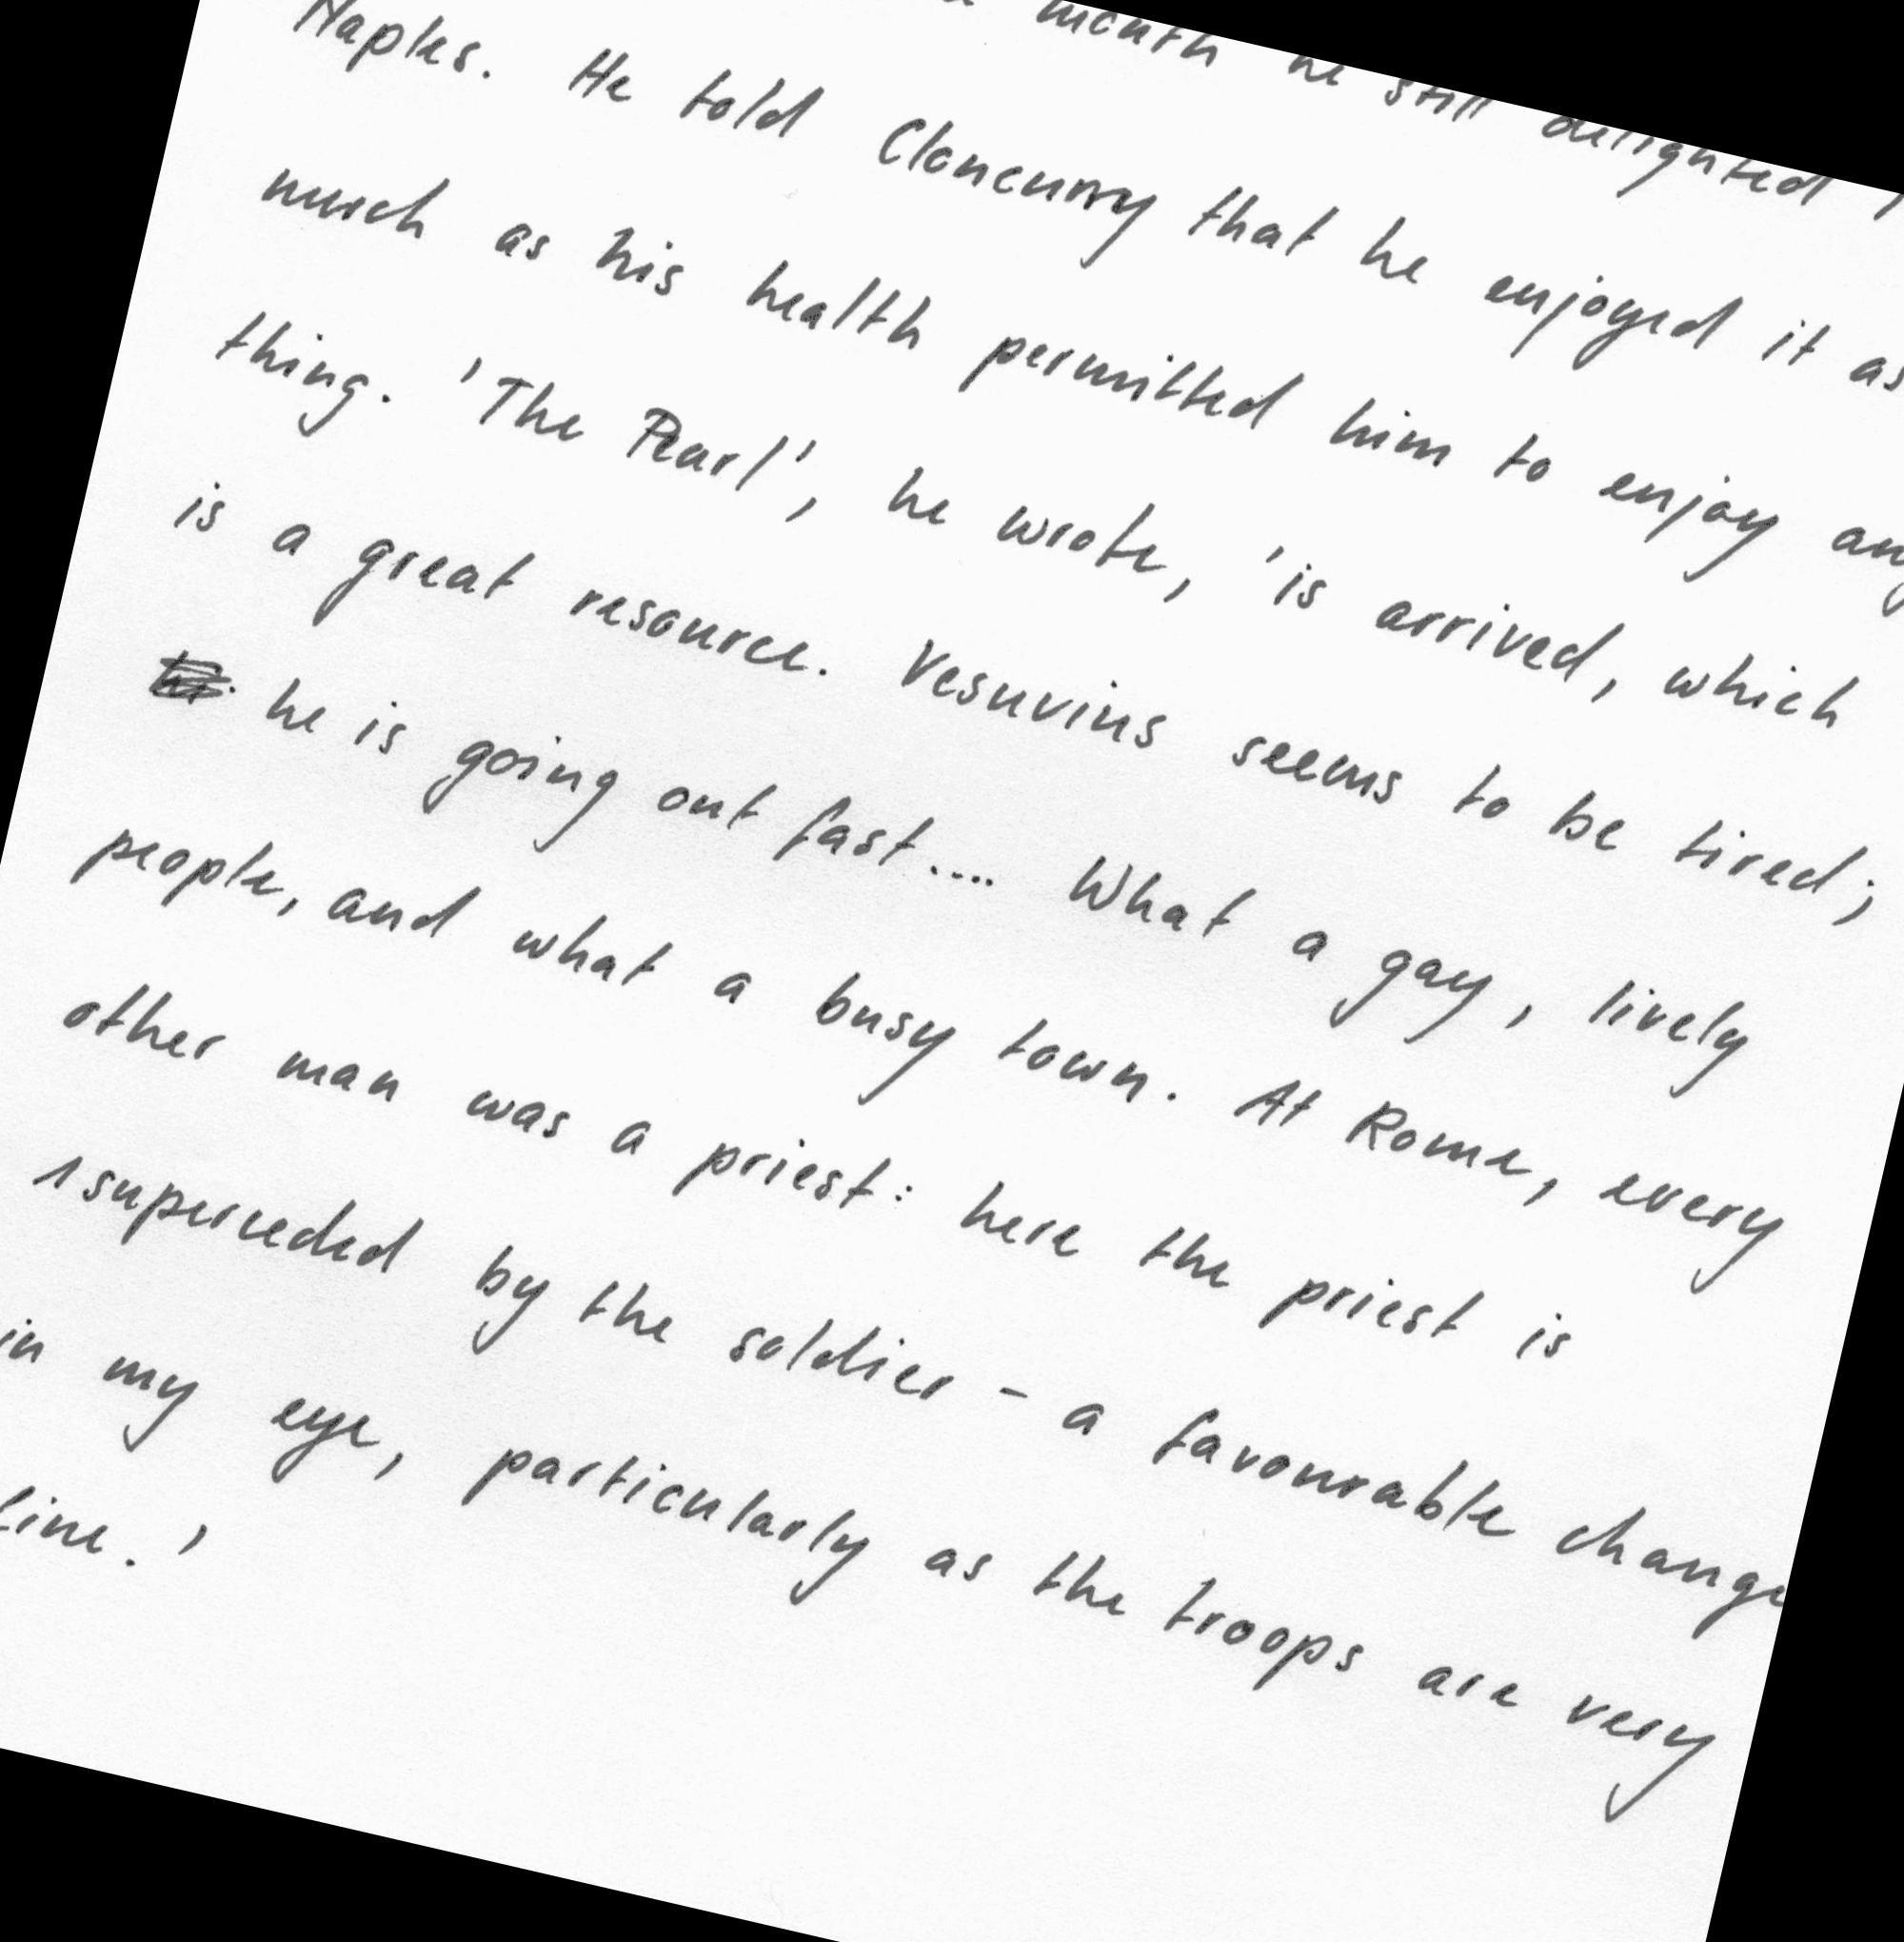 month he still delighted,
Naples. He told Cloncurry that he enjoyed it as
much as his health permitted him to enjoy any
thing. 'The Pearl', he wrote, 'is arrived, which
is a great resource. Vesuvius seems to be tired;
he is going out fast.... What a gay, lively
people, and what a busy town. At Rome, every
other man was a priest: here the priest is
superceded by the soldier - a favourable change
in my eye, particularly as the troops are very
fine.'